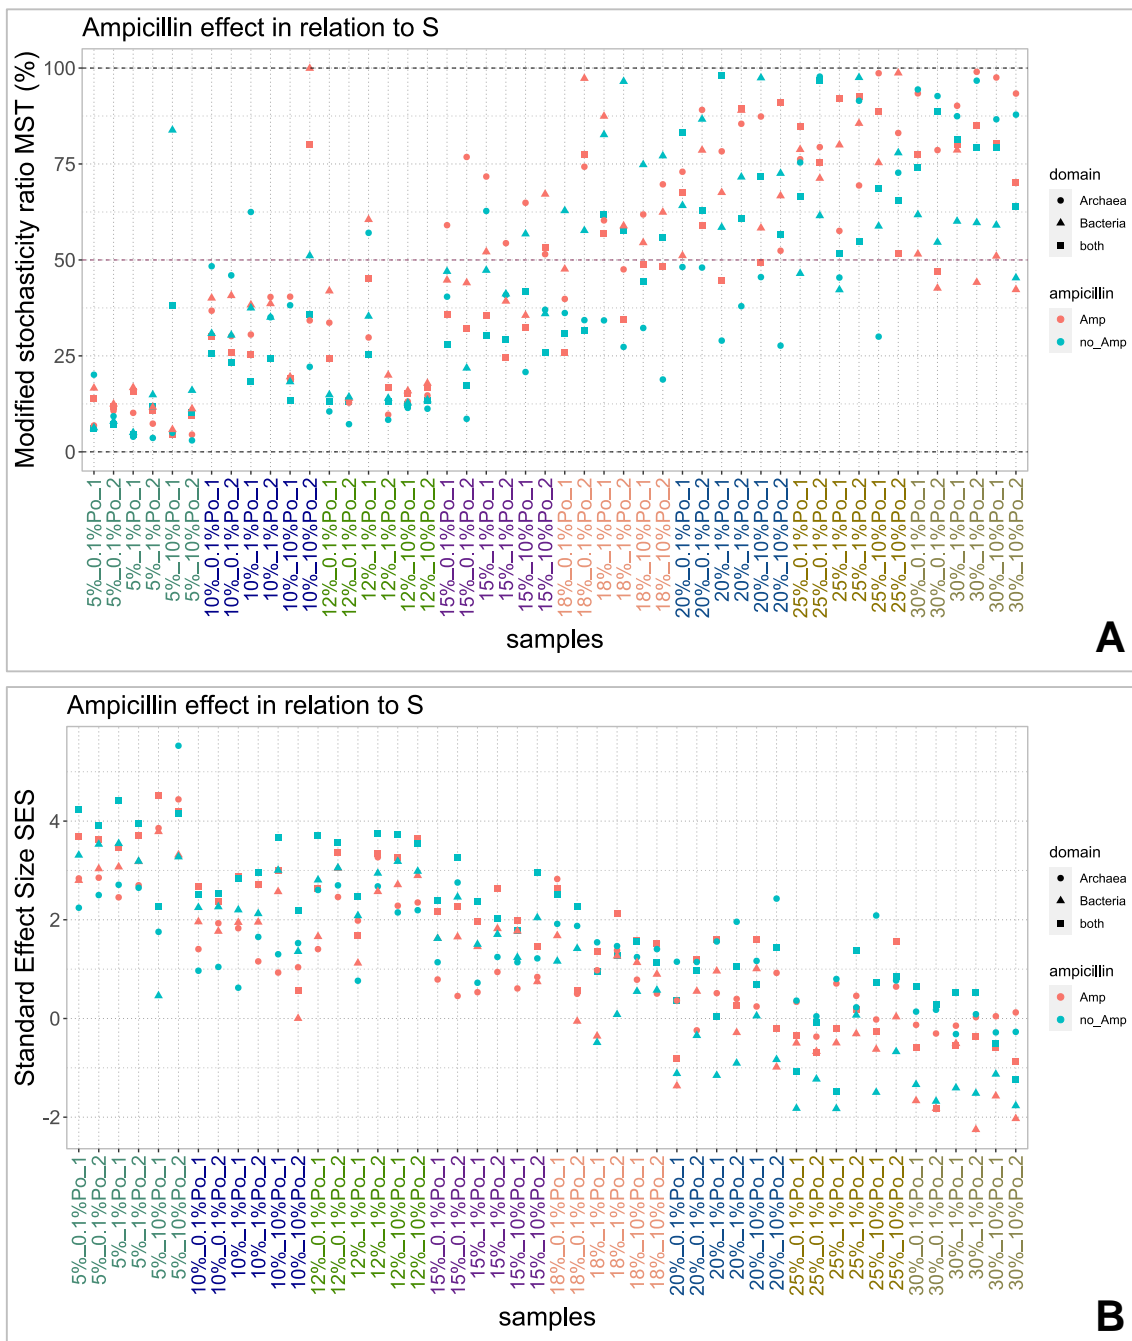 Ampicillin effect in relation to S
Modified stochasticity ratio MST (%)
100
75
50
25
0
5%_0.1%Po_1
5%_0.1%Po_2
5%_1%Po_1
5%_1%Po_2
5%_10%Po_1
5%_10%Po_2
10%_0.1%Po_1
10%_0.1%Po_2
10%_1%Po_1
10%_1%Po_2
10%_10%Po_1
10%_10%Po_2
12%_0.1%Po_1
12%_0.1%Po_2
12%_1%Po_1
12%_1%Po_2
12%_10%Po_1
12%_10%Po_2
15%_0.1%Po_1
15%_0.1%Po_2
15%_1%Po_1
15%_1%Po_2
15%_10%Po_1
15%_10%Po_2
18%_0.1%Po_1
18%_0.1%Po_2
18%_1%Po_1
18%_1%Po_2
18%_10%Po_1
18%_10%Po_2
20%_0.1%Po_1
20%_0.1%Po_2
20%_1%Po_1
20%_1%Po_2
20%_10%Po_1
20%_10%Po_2
25%_0.1%Po_1
25%_0.1%Po_2
25%_1%Po_1
25%_1%Po_2
25%_10%Po_1
25%_10%Po_2
30%_0.1%Po_1
30%_0.1%Po_2
30%_1%Po_1
30%_1%Po_2
30%_10%Po_1
30%_10%Po_2
samples
domain
Archaea
Bacteria
both
ampicillin
Amp
no_Amp
A
Ampicillin effect in relation to S
Standard Effect Size SES
4
2
0
-2
5%_0.1%Po_1
5%_0.1%Po_2
5%_1%Po_1
5%_1%Po_2
5%_10%Po_1
5%_10%Po_2
10%_0.1%Po_1
10%_0.1%Po_2
10%_1%Po_1
10%_1%Po_2
10%_10%Po_1
10%_10%Po_2
12%_0.1%Po_1
12%_0.1%Po_2
12%_1%Po_1
12%_1%Po_2
12%_10%Po_1
12%_10%Po_2
15%_0.1%Po_1
15%_0.1%Po_2
15%_1%Po_1
15%_1%Po_2
15%_10%Po_1
15%_10%Po_2
18%_0.1%Po_1
18%_0.1%Po_2
18%_1%Po_1
18%_1%Po_2
18%_10%Po_1
18%_10%Po_2
20%_0.1%Po_1
20%_0.1%Po_2
20%_1%Po_1
20%_1%Po_2
20%_10%Po_1
20%_10%Po_2
25%_0.1%Po_1
25%_0.1%Po_2
25%_1%Po_1
25%_1%Po_2
25%_10%Po_1
25%_10%Po_2
30%_0.1%Po_1
30%_0.1%Po_2
30%_1%Po_1
30%_1%Po_2
30%_10%Po_1
30%_10%Po_2
samples
domain
Archaea
Bacteria
both
ampicillin
Amp
no_Amp
B